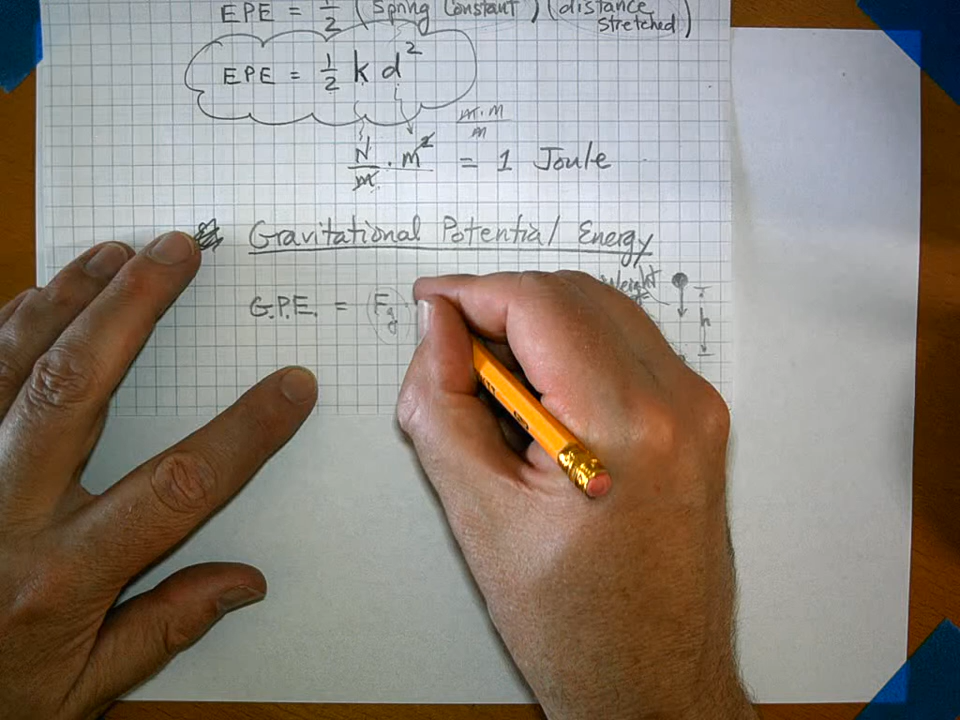 EPE = 1/2 (Spring Constant) (distance stretched)
EPE = 1/2 k d²
m·m/m
N/m · m² = 1 Joule
Gravitational Potential Energy
Weight
G.P.E. = Fg ·
h